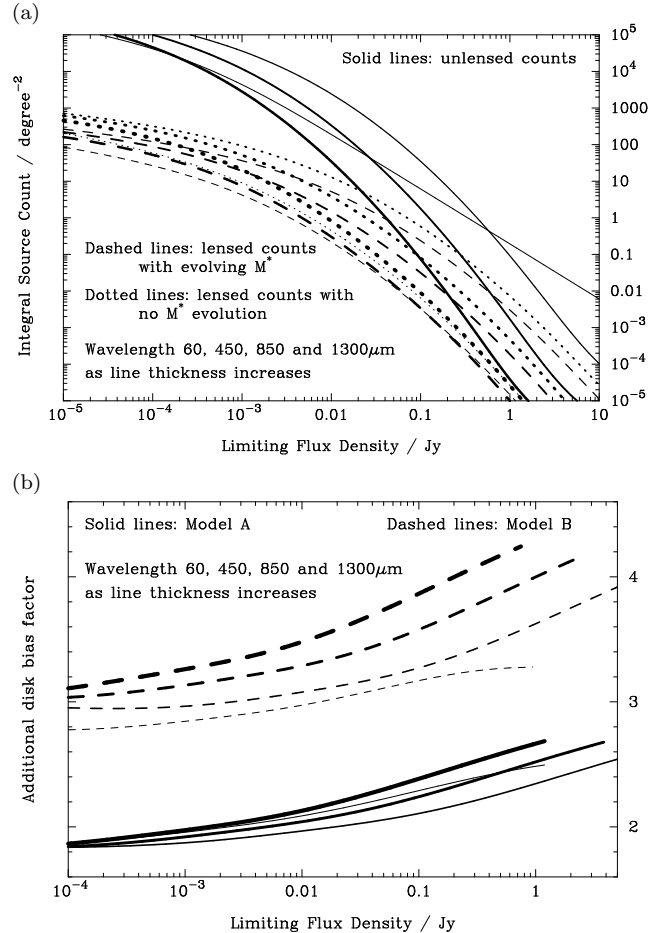 (a)
Solid lines: unlensed counts
10⁵
10⁴
1000
100
10
1
0.1
0.01
10⁻³
10⁻⁴
10⁻⁵
Integral Source Count / degree⁻²
Dashed lines: lensed counts
with evolving M*
Dotted lines: lensed counts with
no M* evolution
Wavelength 60, 450, 850 and 1300μm
as line thickness increases
10⁻⁵ 10⁻⁴ 10⁻³ 0.01 0.1 1 10
Limiting Flux Density / Jy
(b)
Solid lines: Model A Dashed lines: Model B
Wavelength 60, 450, 850 and 1300μm
as line thickness increases
4
3
2
Additional disk bias factor
10⁻⁴ 10⁻³ 0.01 0.1 1
Limiting Flux Density / Jy